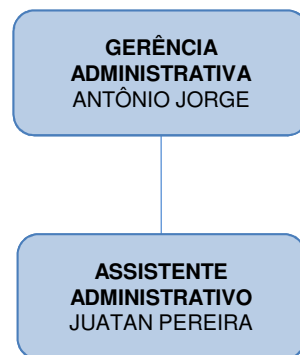 GERÊNCIA
ADMINISTRATIVA
ANTÔNIO JORGE
ASSISTENTE
ADMINISTRATIVO
JUATAN PEREIRA